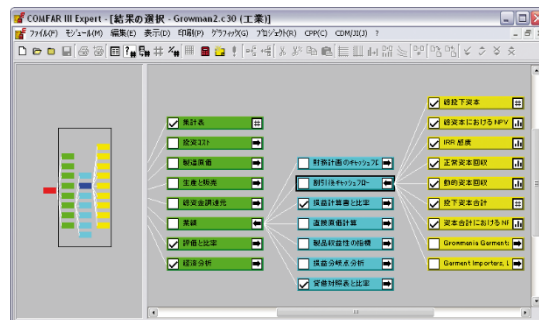 COMFAR III Expert - [結果の選択 - Growman2.c30 (工業)]
ファイル(F) モジュール(M) 編集(E) 表示(D) 印刷(P) グラフィック(G) プロジェクト(R) CPP(C) CDM/JI(J) ?
集計表
投資コスト
製造原価
生産と販売
総資金調達元
業績
評価と比率
経済分析
財務計画のキャッシュフロ
割引後キャッシュフロー
損益計算書と比率
直接原価計算
製品収益性の指標
損益分岐点分析
貸借対照表と比率
総投下資本
総資本における NPV
IRR 感度
正常資本回収
動的資本回収
投下資本合計
資本合計における NF
Growmania Garment:
Garment Importers, L